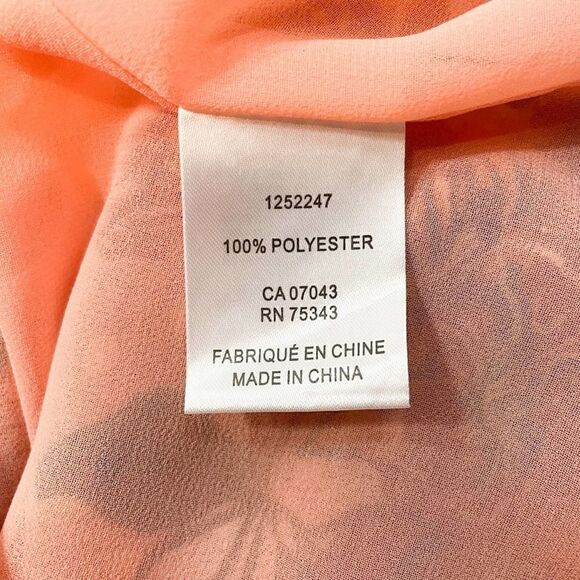 1252247
100% POLYESTER
CA 07043
RN 75343
FABRIQUÉ EN CHINE
MADE IN CHINA